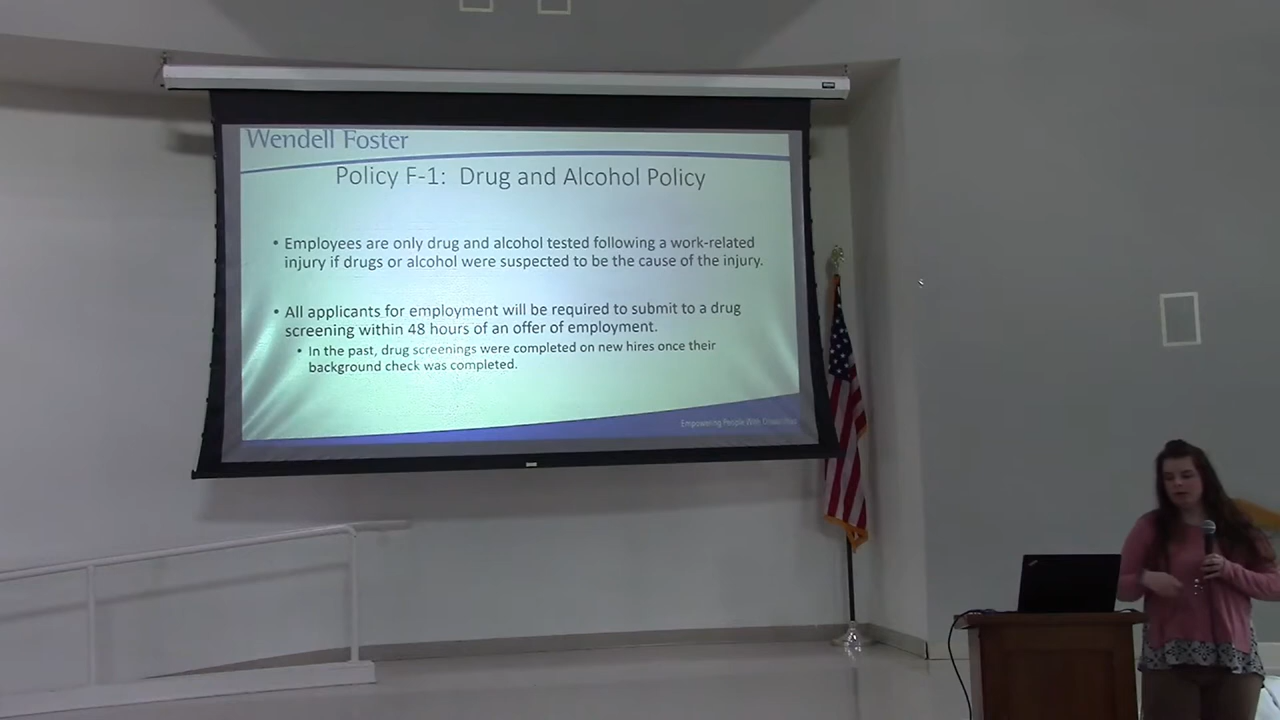 Wendell Foster
Policy F-1:  Drug and Alcohol Policy
• Employees are only drug and alcohol tested following a work-related
injury if drugs or alcohol were suspected to be the cause of the injury.
• All applicants for employment will be required to submit to a drug
screening within 48 hours of an offer of employment.
• In the past, drug screenings were completed on new hires once their
background check was completed.
Empowering People With